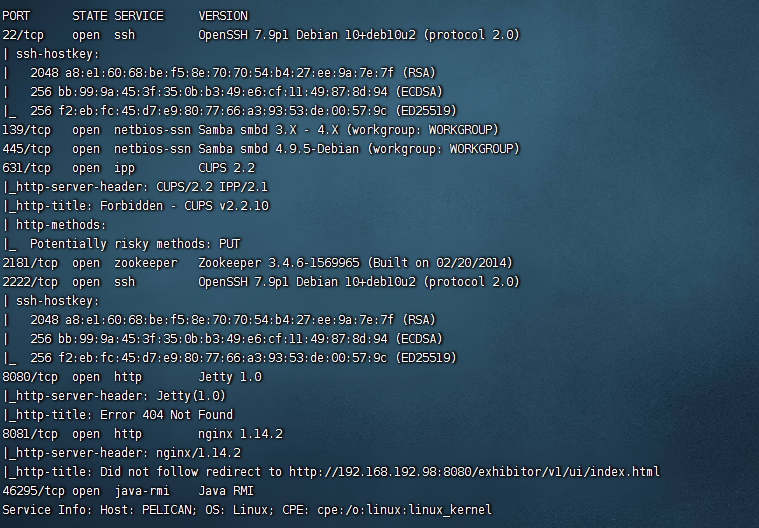 PORT      STATE SERVICE     VERSION
22/tcp    open  ssh         OpenSSH 7.9p1 Debian 10+deb10u2 (protocol 2.0)
| ssh-hostkey:
|   2048 a8:e1:60:68:be:f5:8e:70:70:54:b4:27:ee:9a:7e:7f (RSA)
|   256 bb:99:9a:45:3f:35:0b:b3:49:e6:cf:11:49:87:8d:94 (ECDSA)
|_  256 f2:eb:fc:45:d7:e9:80:77:66:a3:93:53:de:00:57:9c (ED25519)
139/tcp   open  netbios-ssn Samba smbd 3.X - 4.X (workgroup: WORKGROUP)
445/tcp   open  netbios-ssn Samba smbd 4.9.5-Debian (workgroup: WORKGROUP)
631/tcp   open  ipp         CUPS 2.2
|_http-server-header: CUPS/2.2 IPP/2.1
|_http-title: Forbidden - CUPS v2.2.10
| http-methods:
|_  Potentially risky methods: PUT
2181/tcp  open  zookeeper   Zookeeper 3.4.6-1569965 (Built on 02/20/2014)
2222/tcp  open  ssh         OpenSSH 7.9p1 Debian 10+deb10u2 (protocol 2.0)
| ssh-hostkey:
|   2048 a8:e1:60:68:be:f5:8e:70:70:54:b4:27:ee:9a:7e:7f (RSA)
|   256 bb:99:9a:45:3f:35:0b:b3:49:e6:cf:11:49:87:8d:94 (ECDSA)
|_  256 f2:eb:fc:45:d7:e9:80:77:66:a3:93:53:de:00:57:9c (ED25519)
8080/tcp  open  http        Jetty 1.0
|_http-server-header: Jetty(1.0)
|_http-title: Error 404 Not Found
8081/tcp  open  http        nginx 1.14.2
|_http-server-header: nginx/1.14.2
|_http-title: Did not follow redirect to http://192.168.192.98:8080/exhibitor/v1/ui/index.html
46295/tcp open  java-rmi    Java RMI
Service Info: Host: PELICAN; OS: Linux; CPE: cpe:/o:linux:linux_kernel